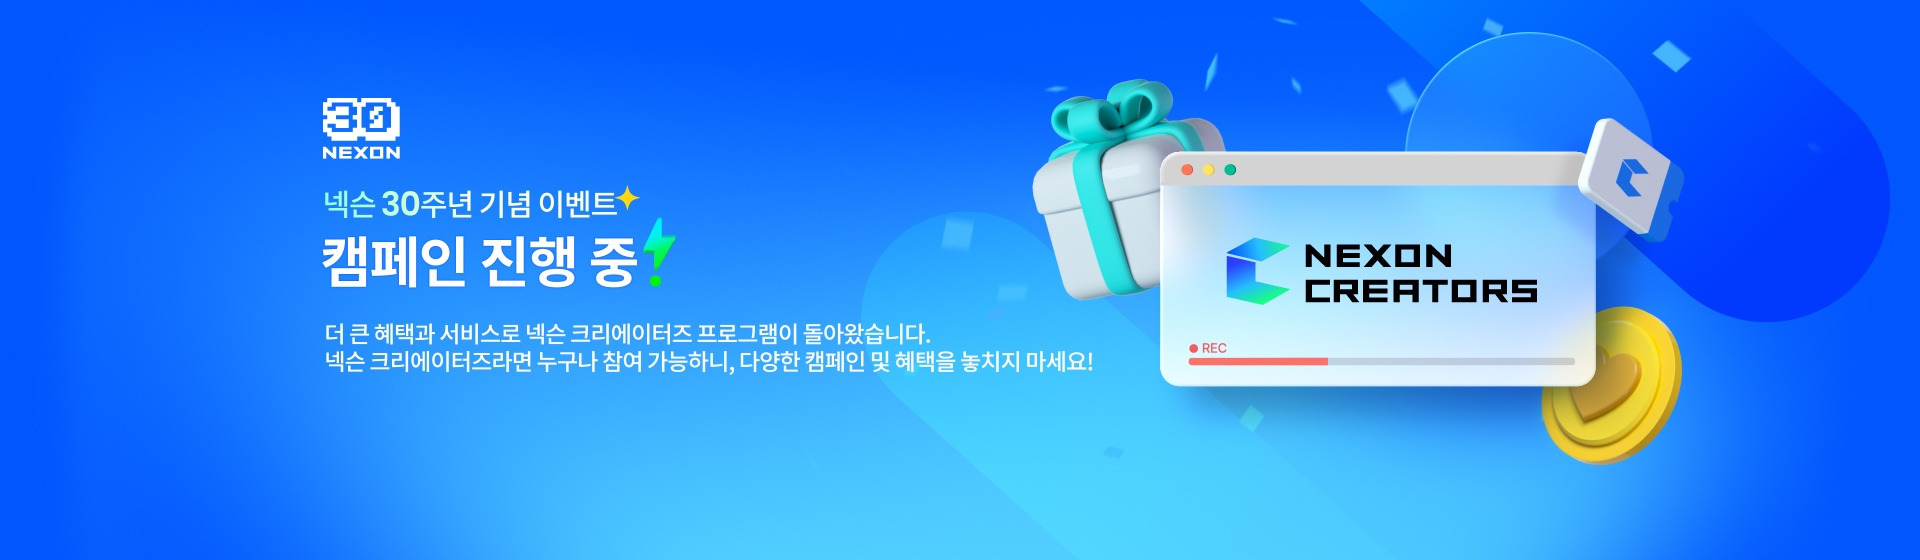 30
NEXON
넥슨 30주년 기념 이벤트
캠페인 진행 중!
더 큰 혜택과 서비스로 넥슨 크리에이터즈 프로그램이 돌아왔습니다.
넥슨 크리에이터즈라면 누구나 참여 가능하니, 다양한 캠페인 및 혜택을 놓치지 마세요!
NEXON
CREATORS
REC